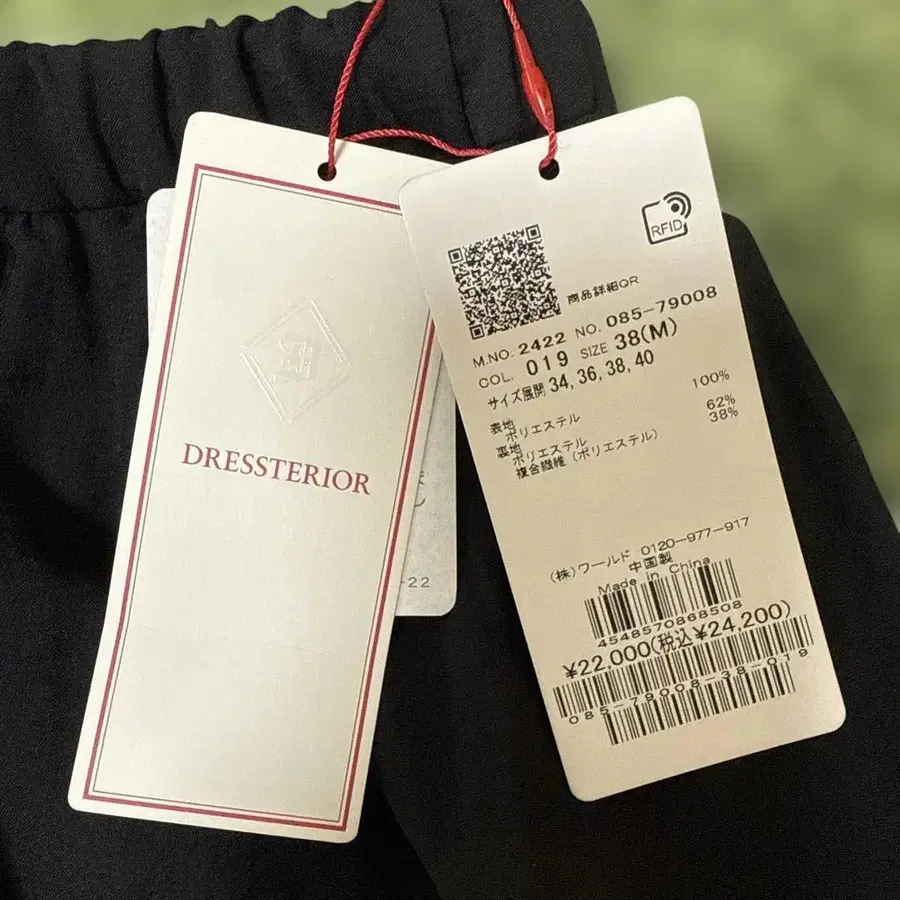 DRESSTERIOR
-22
RFID
商品詳細QR
M.NO. 2422 NO. 085-79008
COL. 019 SIZE 38(M)
サイズ展開 34, 36, 38, 40
表地
ポリエステル 100%
裏地
ポリエステル 62%
複合繊維 (ポリエステル) 38%
(株)ワールド 0120-977-917
中国製
Made in China
4548570868508
¥22,000(税込¥24,200)
085-79008-38-019